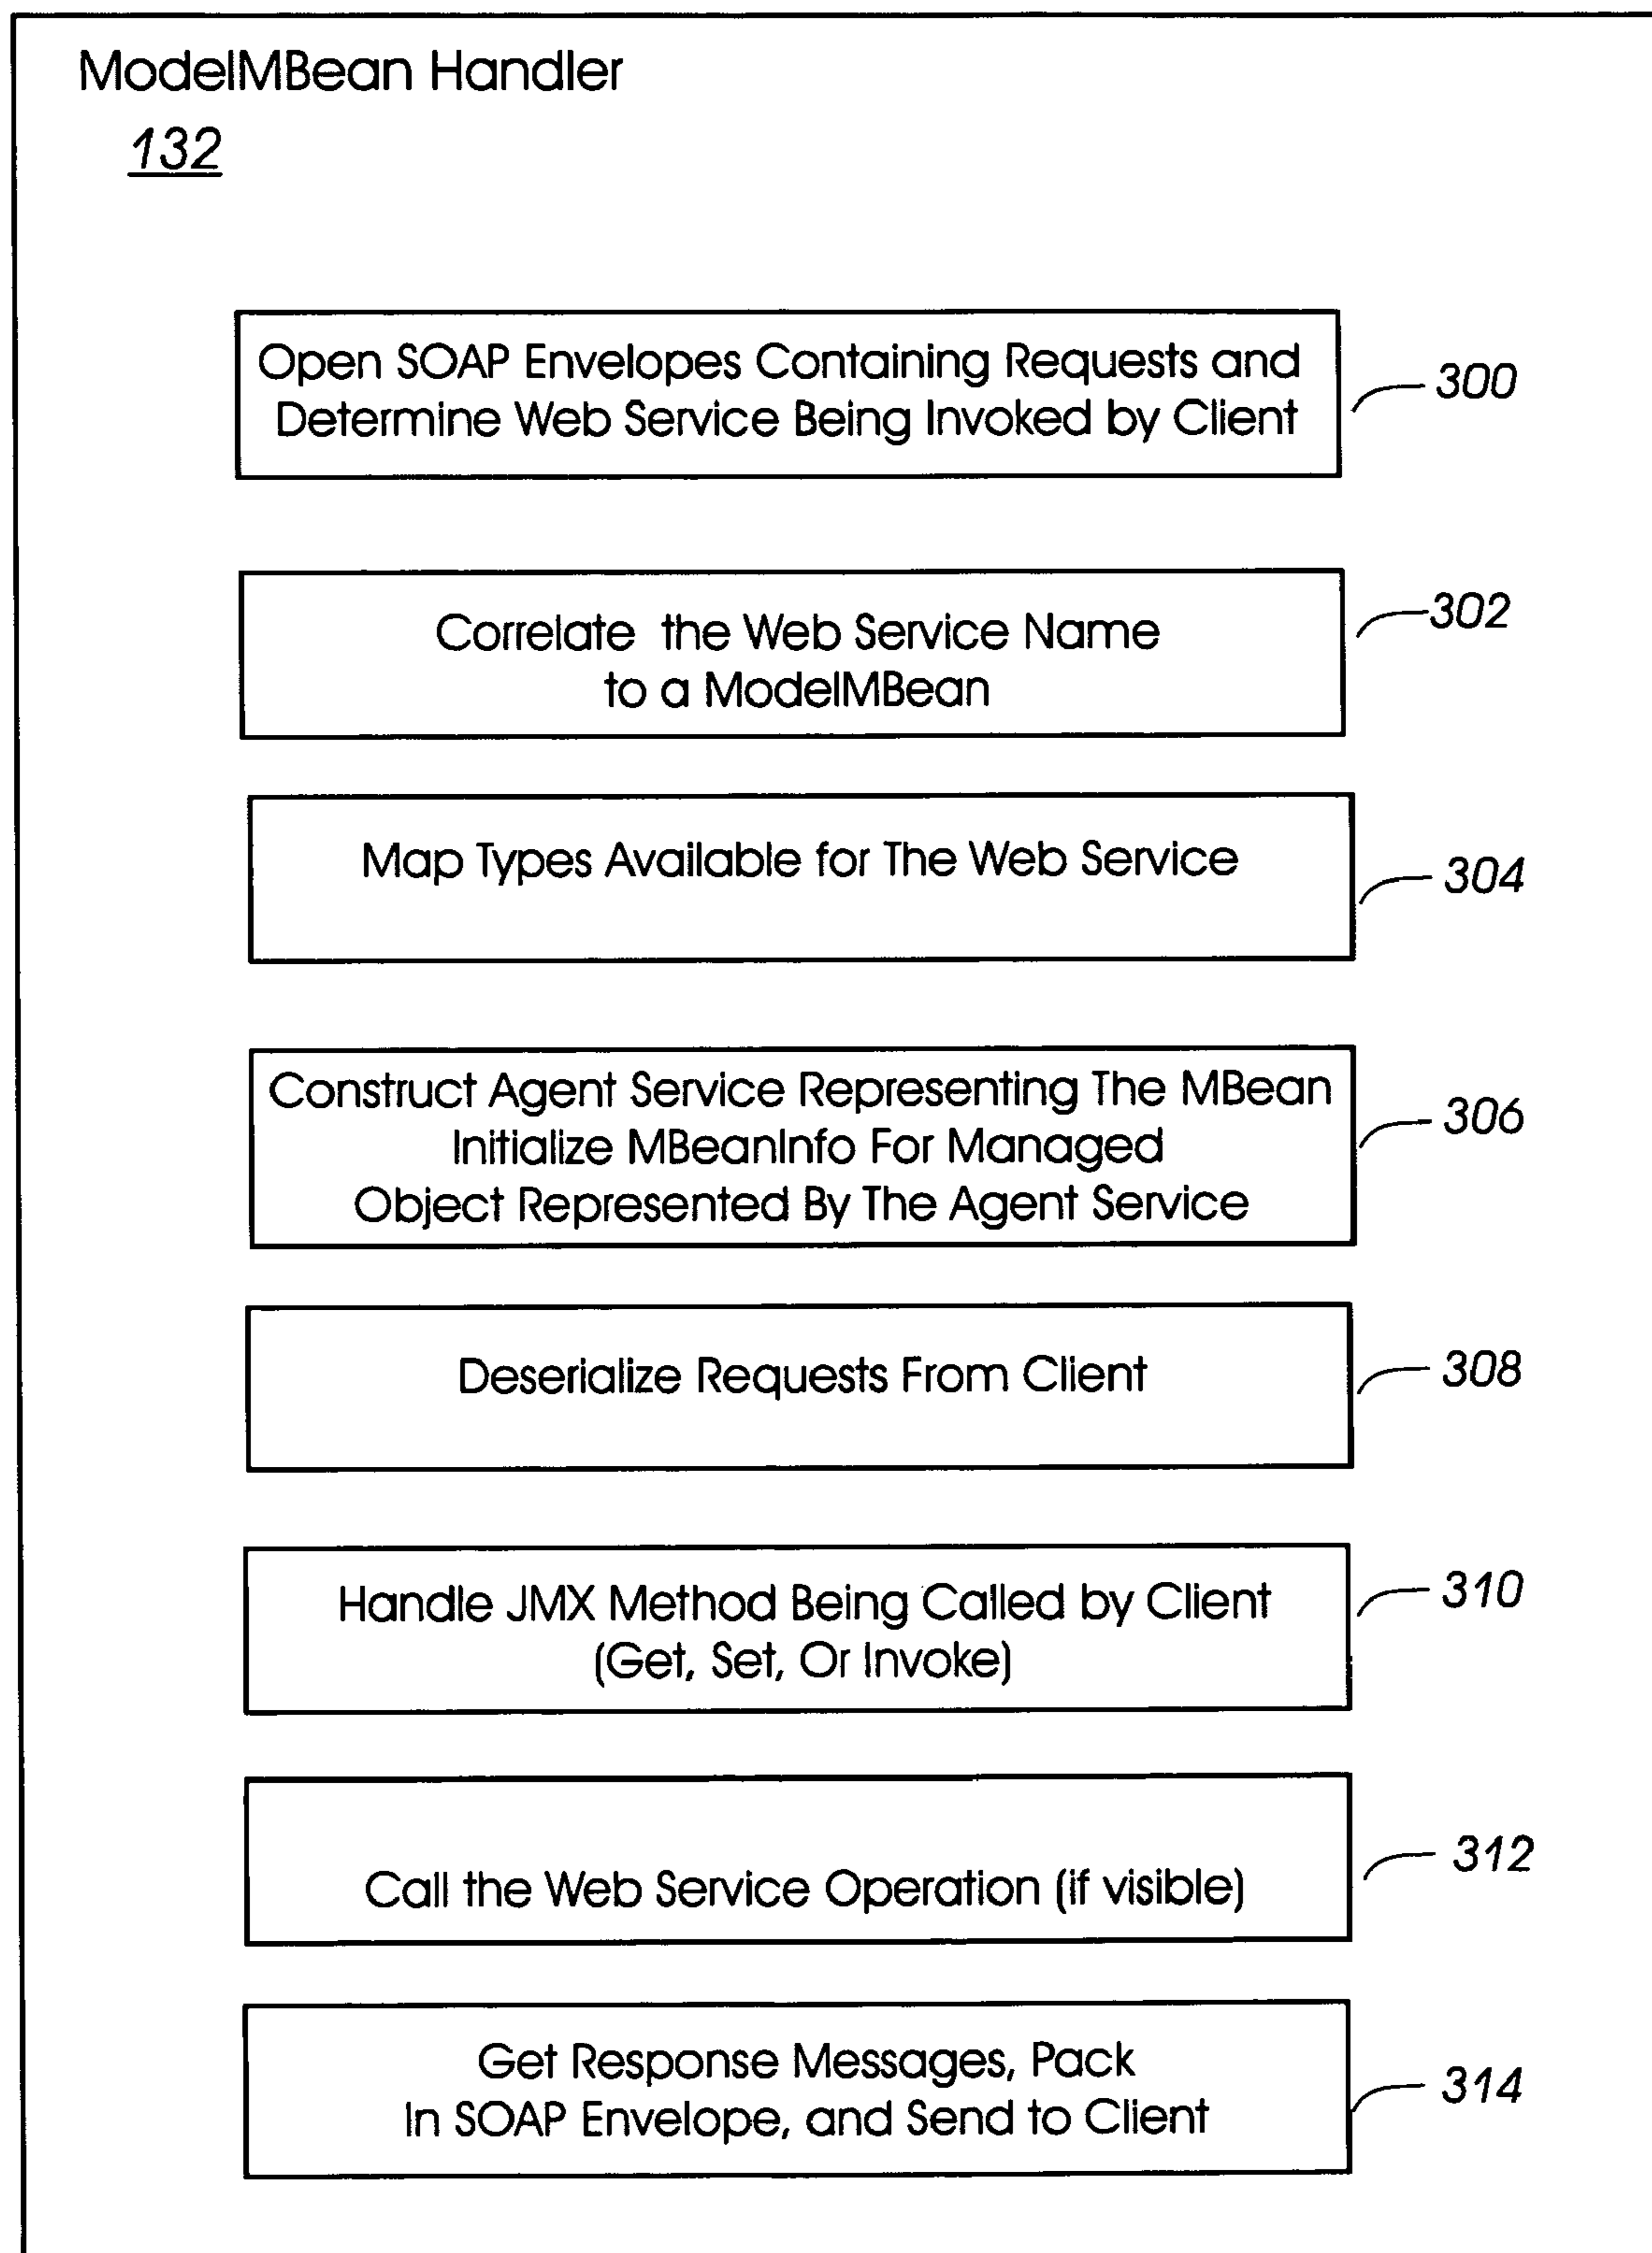 ModelMBean Handler
132
Open SOAP Envelopes Containing Requests and
Determine Web Service Being Invoked by Client
300
Correlate the Web Service Name
to a ModelMBean
302
Map Types Available for The Web Service
304
Construct Agent Service Representing The MBean
Initialize MBeanInfo For Managed
Object Represented By The Agent Service
306
Deserialize Requests From Client
308
Handle JMX Method Being Called by Client
(Get, Set, Or Invoke)
310
Call the Web Service Operation (if visible)
312
Get Response Messages, Pack
In SOAP Envelope, and Send to Client
314